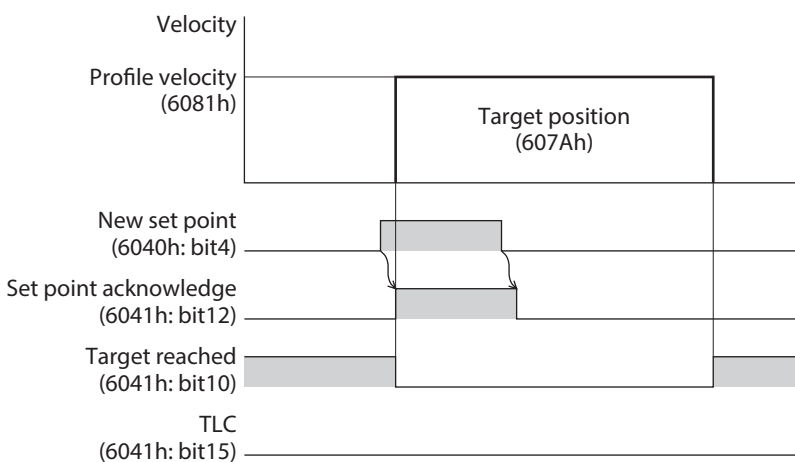 Velocity
Profile velocity
(6081h)
Target position
(607Ah)
New set point
(6040h: bit4)
Set point acknowledge
(6041h: bit12)
Target reached
(6041h: bit10)
TLC
(6041h: bit15)